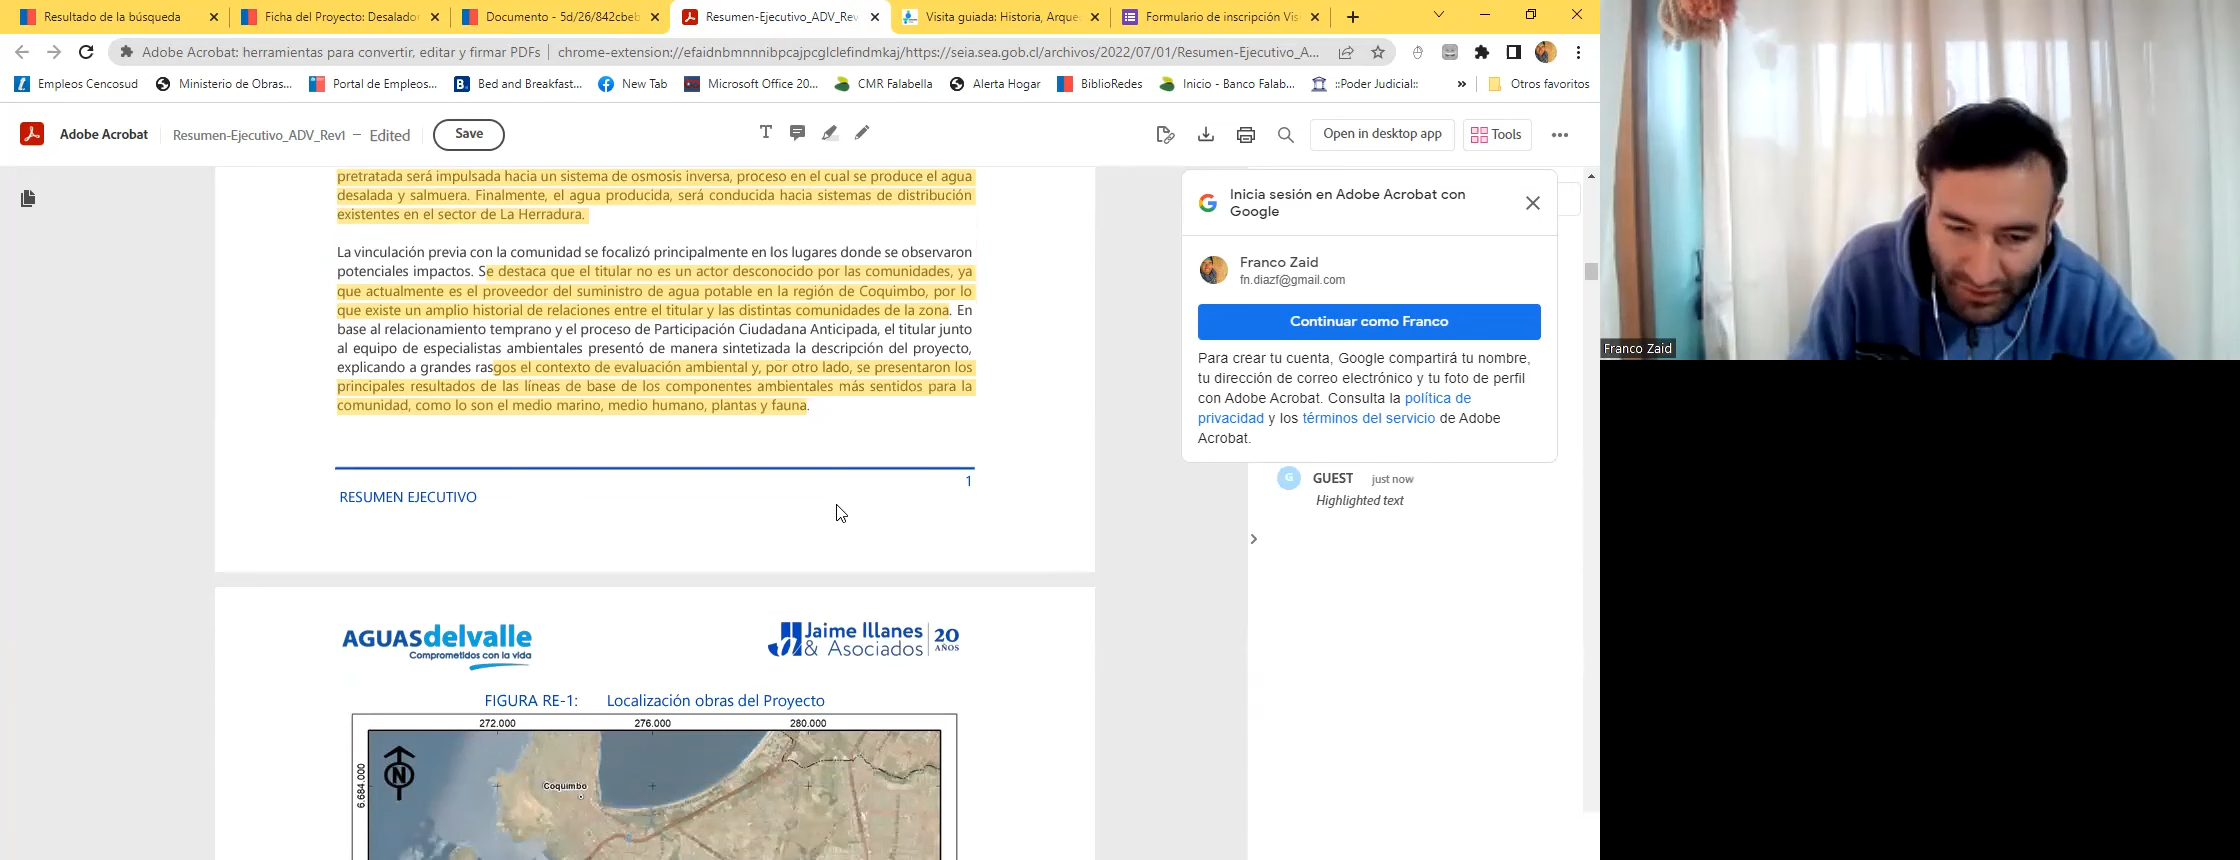 Resultado de la búsqueda
Ficha del Proyecto: Desalado
Documento - 5d/26/842cbeb
Resumen-Ejecutivo_ADV_Rev
Visita guiada: Historia, Arque
Formulario de inscripción Vis
Adobe Acrobat: herramientas para convertir, editar y firmar PDFs
chrome-extension://efaidnbmnnnibpcajpcglclefindmkaj/https://seia.sea.gob.cl/archivos/2022/07/01/Resumen-Ejecutivo_A...
Empleos Cencosud
Ministerio de Obras...
Portal de Empleos...
Bed and Breakfast...
New Tab
Microsoft Office 20...
CMR Falabella
Alerta Hogar
BiblioRedes
Inicio - Banco Falab...
::Poder Judicial::
»
Otros favoritos
Adobe Acrobat
Resumen-Ejecutivo_ADV_Rev1 – Edited
Save
Open in desktop app
Tools
pretratada será impulsada hacia un sistema de osmosis inversa, proceso en el cual se produce el agua
desalada y salmuera. Finalmente, el agua producida, será conducida hacia sistemas de distribución
existentes en el sector de La Herradura.
La vinculación previa con la comunidad se focalizó principalmente en los lugares donde se observaron
potenciales impactos. Se destaca que el titular no es un actor desconocido por las comunidades, ya
que actualmente es el proveedor del suministro de agua potable en la región de Coquimbo, por lo
que existe un amplio historial de relaciones entre el titular y las distintas comunidades de la zona. En
base al relacionamiento temprano y el proceso de Participación Ciudadana Anticipada, el titular junto
al equipo de especialistas ambientales presentó de manera sintetizada la descripción del proyecto,
explicando a grandes rasgos el contexto de evaluación ambiental y, por otro lado, se presentaron los
principales resultados de las líneas de base de los componentes ambientales más sentidos para la
comunidad, como lo son el medio marino, medio humano, plantas y fauna.
1
RESUMEN EJECUTIVO
AGUASdelvalle
Comprometidos con la vida
Jaime Illanes
& Asociados
20
AÑOS
FIGURA RE-1: Localización obras del Proyecto
272.000
276.000
280.000
6.684.000
N
Coquimbo
Inicia sesión en Adobe Acrobat con
Google
Franco Zaid
fn.diazf@gmail.com
Continuar como Franco
Para crear tu cuenta, Google compartirá tu nombre,
tu dirección de correo electrónico y tu foto de perfil
con Adobe Acrobat. Consulta la política de
privacidad y los términos del servicio de Adobe
Acrobat.
G
GUEST
just now
Highlighted text
Franco Zaid